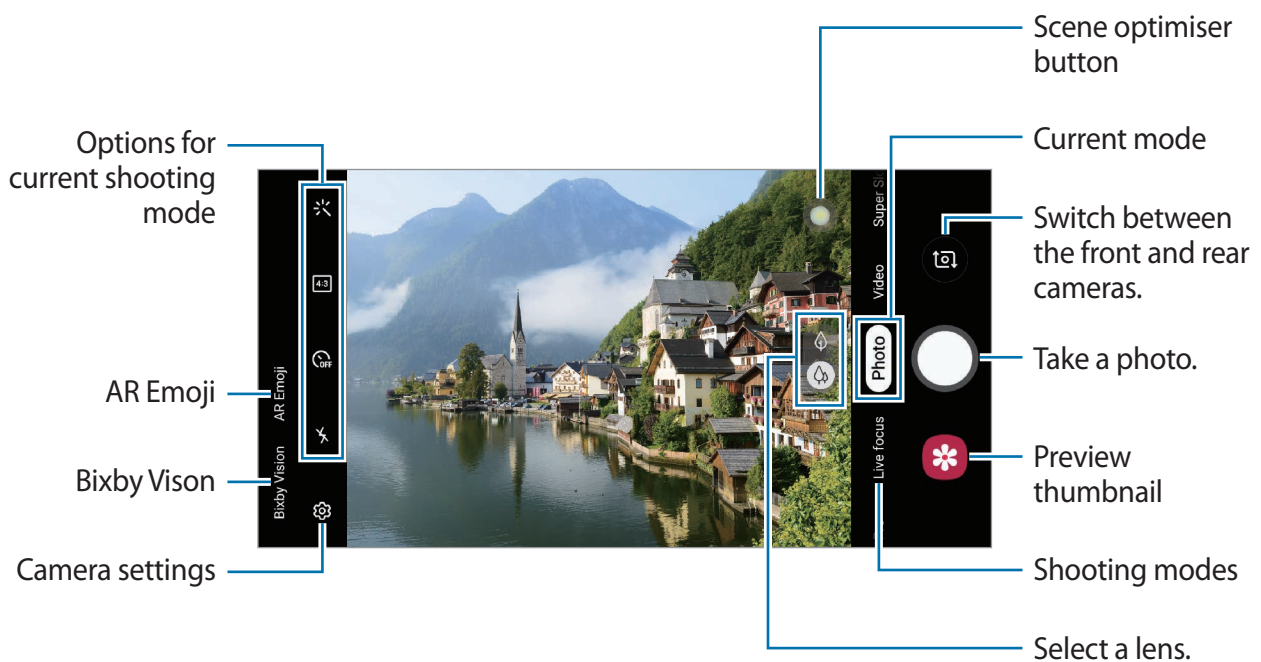 Scene optimiser
button
Options for
current shooting
mode
Current mode
Switch between
the front and rear
cameras.
AR Emoji
Take a photo.
Bixby Vison
Preview
thumbnail
Camera settings
Shooting modes
Select a lens.
AR Emoji
Bixby Vision
4:3
OFF
Super Slo
Video
Photo
Live focus